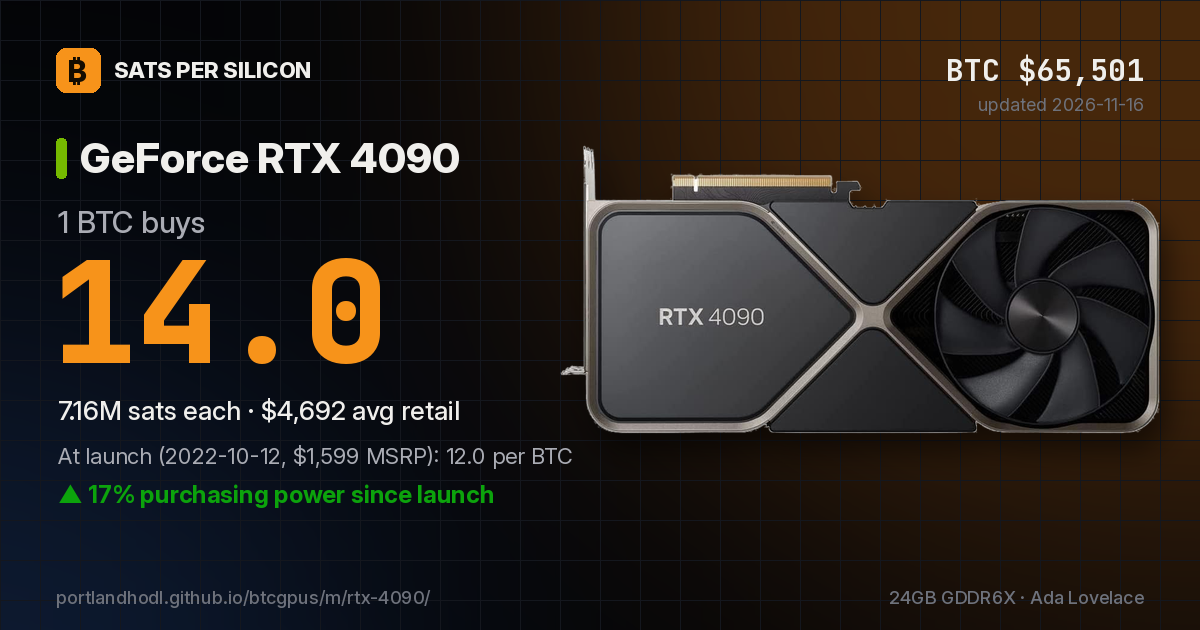 ₿ SATS PER SILICON
BTC $65,501
updated 2026-11-16
GeForce RTX 4090
1 BTC buys
14.0
7.16M sats each · $4,692 avg retail
At launch (2022-10-12, $1,599 MSRP): 12.0 per BTC
▲ 17% purchasing power since launch
RTX 4090
portlandhodl.github.io/btcgpus/m/rtx-4090/
24GB GDDR6X · Ada Lovelace